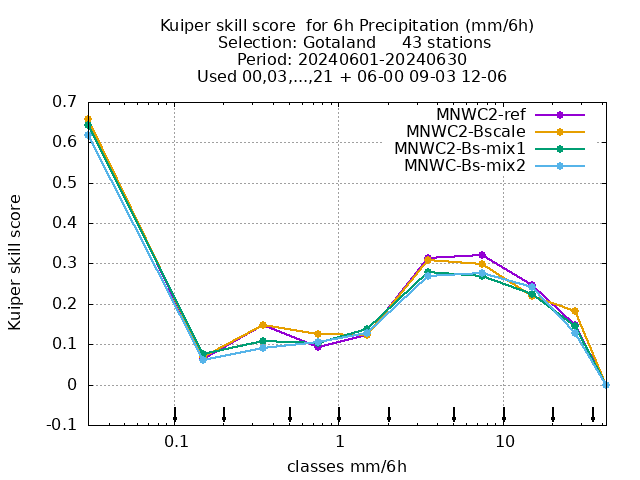 Kuiper skill score  for 6h Precipitation (mm/6h)
Selection: Gotaland     43 stations
Period: 20240601-20240630
Used 00,03,...,21 + 06-00 09-03 12-06
MNWC2-ref
MNWC2-Bscale
MNWC2-Bs-mix1
MNWC-Bs-mix2
Kuiper skill score
0.7
0.6
0.5
0.4
0.3
0.2
0.1
0
-0.1
0.1 1 10
classes mm/6h